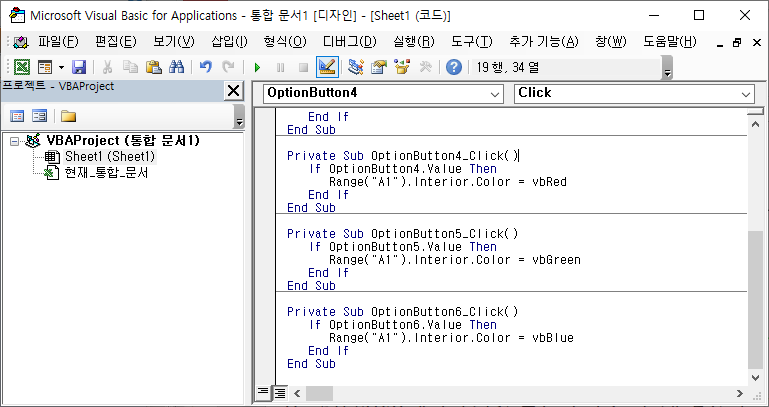 Microsoft Visual Basic for Applications - 통합 문서1 [디자인] - [Sheet1 (코드)]
파일(F) 편집(E) 보기(V) 삽입(I) 형식(O) 디버그(D) 실행(R) 도구(T) 추가 기능(A) 창(W) 도움말(H)
19 행, 34 열
프로젝트 - VBAProject
VBAProject (통합 문서1)
Sheet1 (Sheet1)
현재_통합_문서
OptionButton4 Click
End If
End Sub
Private Sub OptionButton4_Click()
If OptionButton4.Value Then
Range("A1").Interior.Color = vbRed
End If
End Sub
Private Sub OptionButton5_Click()
If OptionButton5.Value Then
Range("A1").Interior.Color = vbGreen
End If
End Sub
Private Sub OptionButton6_Click()
If OptionButton6.Value Then
Range("A1").Interior.Color = vbBlue
End If
End Sub